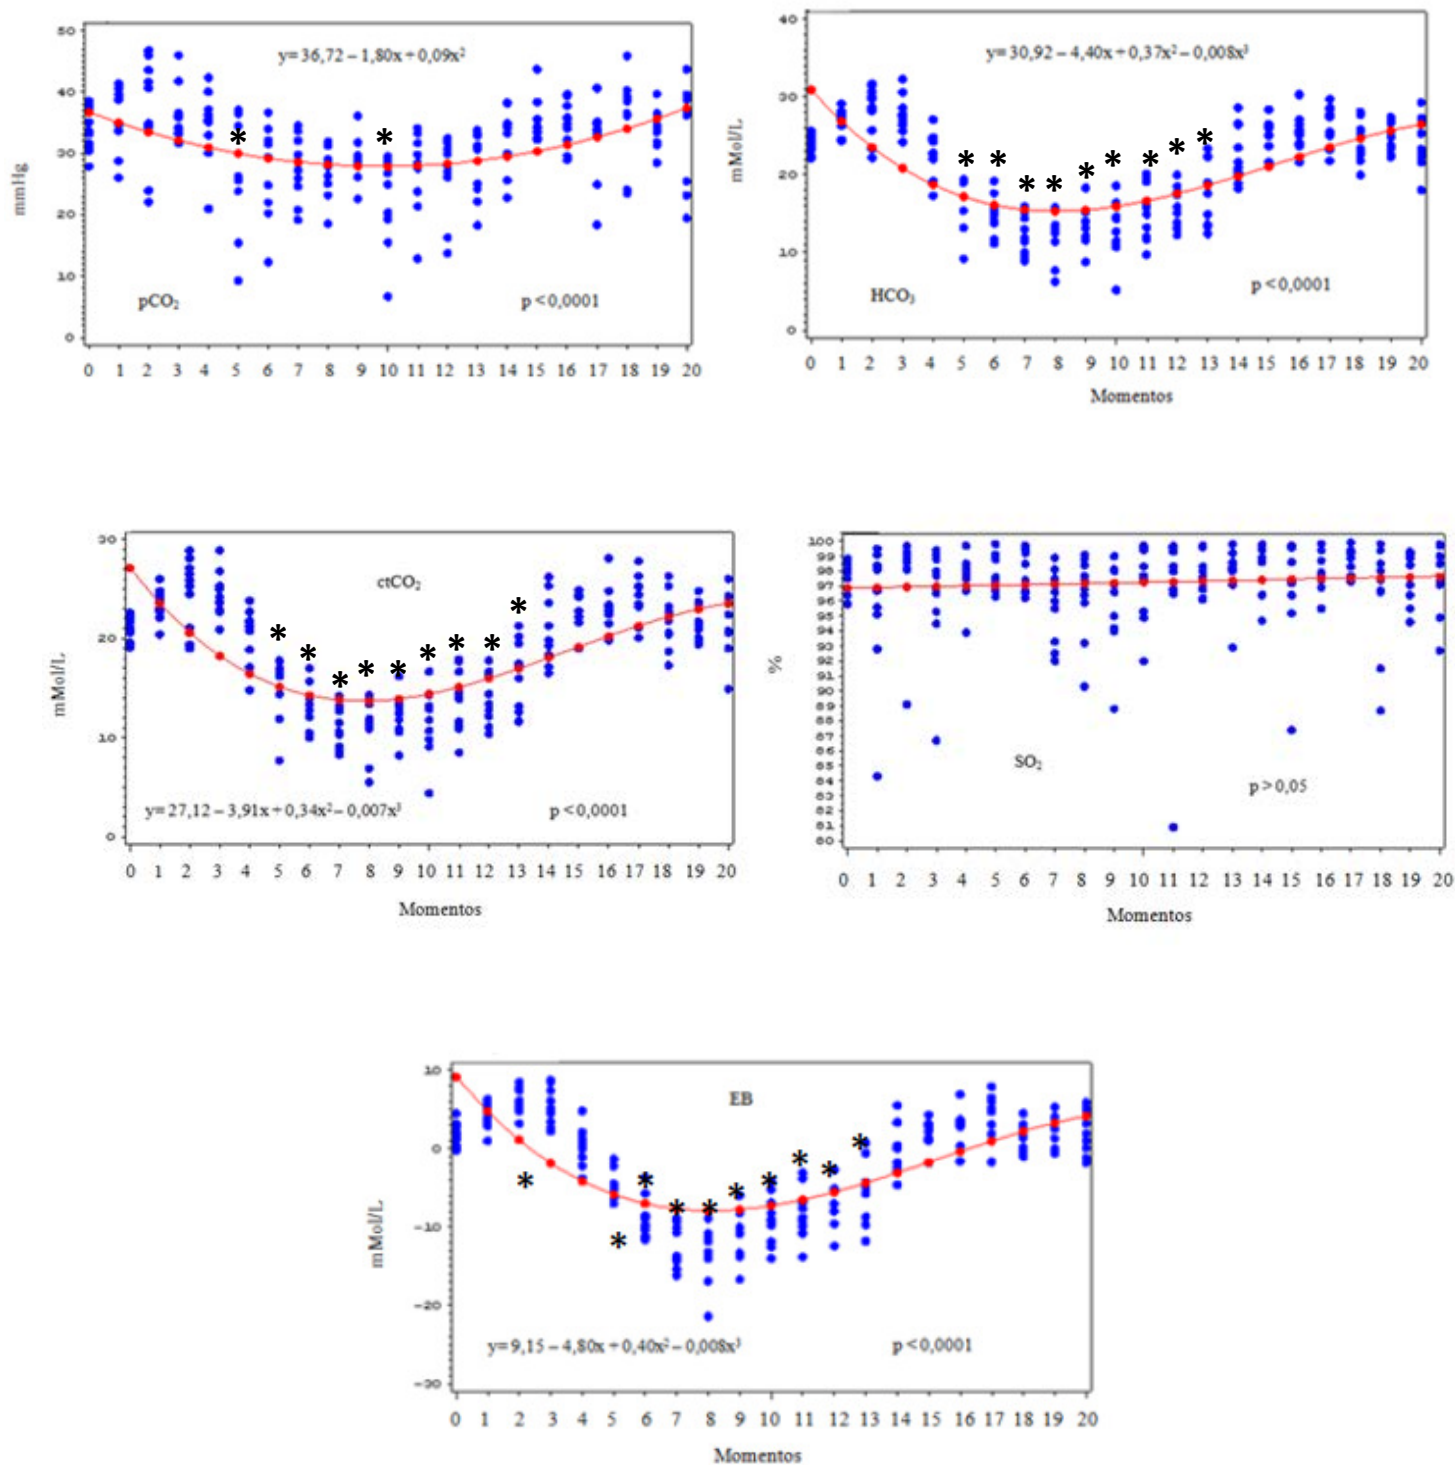 50
40
30
20
10
0
mmHg
y= 36,72 – 1,80x + 0,09x²
*
*
pCO₂
p < 0,0001
0 1 2 3 4 5 6 7 8 9 10 11 12 13 14 15 16 17 18 19 20
40
30
20
10
0
mMol/L
y= 30,92 – 4,40x + 0,37x² – 0,008x³
* * * * * * * * *
HCO₃
p < 0,0001
0 1 2 3 4 5 6 7 8 9 10 11 12 13 14 15 16 17 18 19 20
Momentos
30
20
10
0
mMol/L
ctCO₂
* * * * * * * * *
y= 27,12 – 3,91x + 0,34x² – 0,007x³
p < 0,0001
0 1 2 3 4 5 6 7 8 9 10 11 12 13 14 15 16 17 18 19 20
Momentos
100
99
98
97
96
95
94
93
92
91
90
89
88
87
86
85
84
83
82
81
80
%
SO₂
p > 0,05
0 1 2 3 4 5 6 7 8 9 10 11 12 13 14 15 16 17 18 19 20
Momentos
10
0
–10
–20
–30
mMol/L
EB
* * * * * * * * * *
y= 9,15 – 4,80x + 0,40x² – 0,008x³
p < 0,0001
0 1 2 3 4 5 6 7 8 9 10 11 12 13 14 15 16 17 18 19 20
Momentos